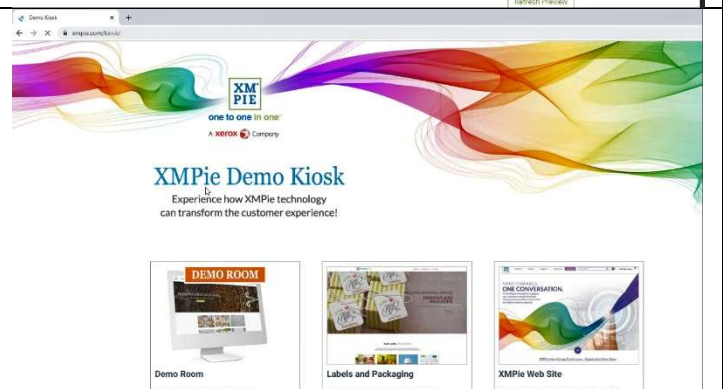 Refresh Preview
Demo Kiosk
xmpie.com/kiosk/
XM
PIE
one to one in one
A xerox Company
XMPie Demo Kiosk
Experience how XMPie technology
can transform the customer experience!
DEMO ROOM
ONE CONVERSATION.
Demo Room
Labels and Packaging
XMPie Web Site